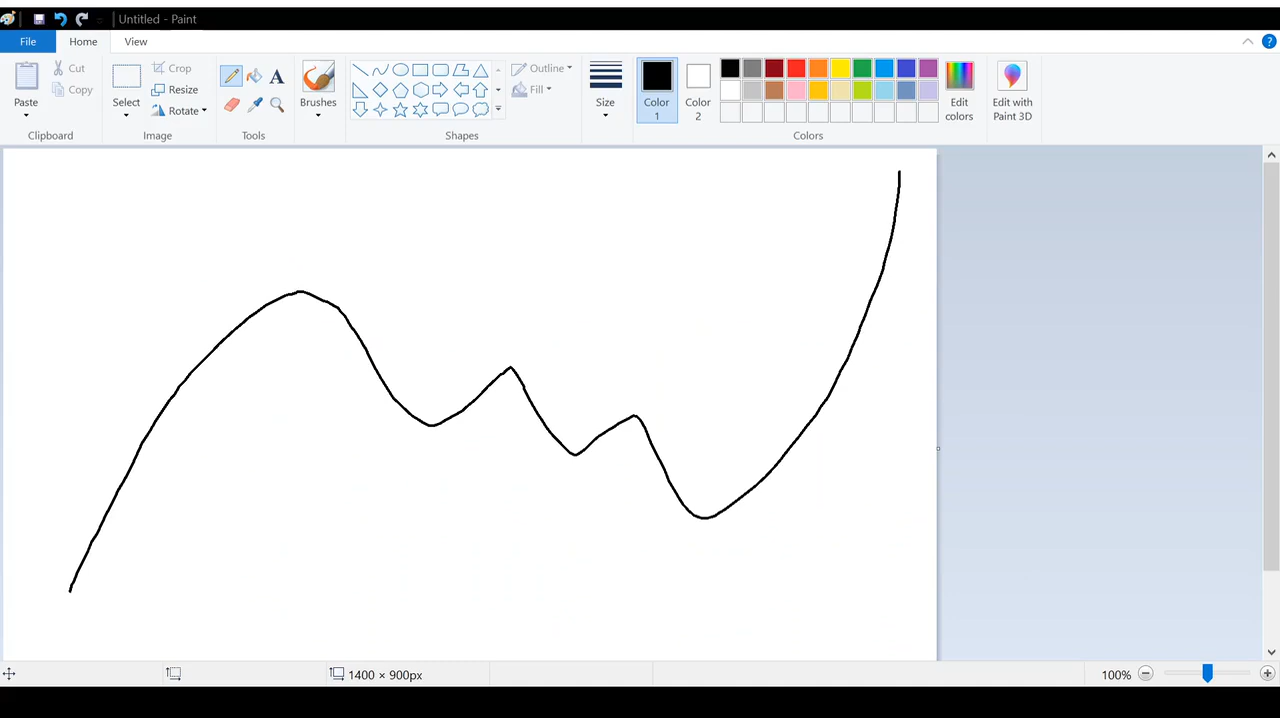 Untitled - Paint
File Home View
Paste
Cut
Copy
Clipboard
Select
Crop
Resize
Rotate
Image
Tools
Brushes
Shapes
Outline
Fill
Size
Color
1
Color
2
Colors
Edit
colors
Edit with
Paint 3D
1400 × 900px
100%